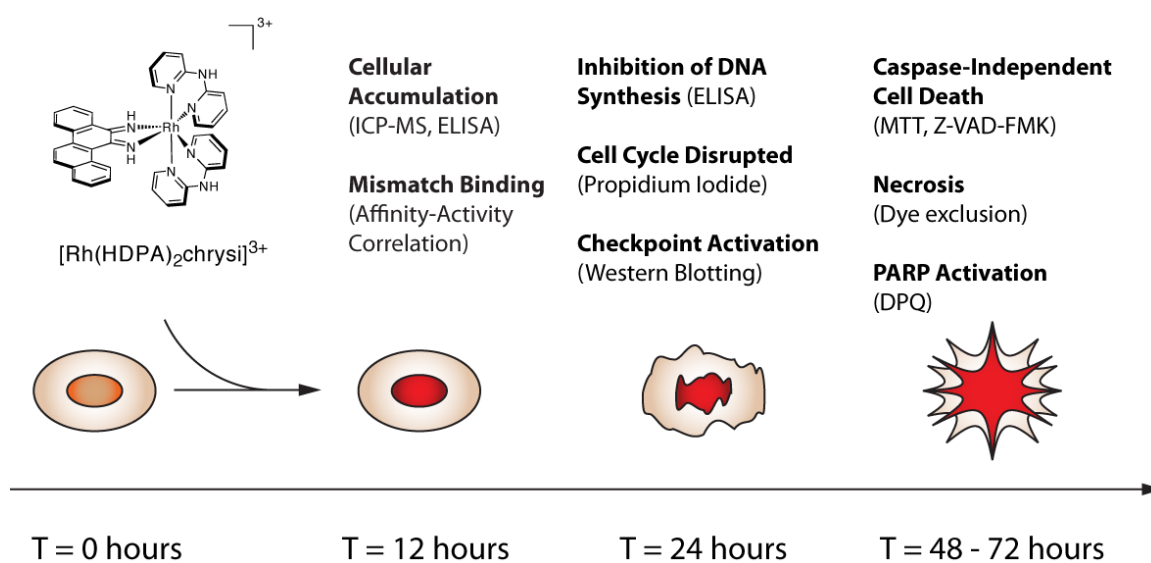 3+
NH
N
N
H
N
Rh
N
H
N
N
NH
[Rh(HDPA)2chrysi]3+
Cellular
Accumulation
(ICP-MS, ELISA)
Mismatch Binding
(Affinity-Activity
Correlation)
Inhibition of DNA
Synthesis (ELISA)
Cell Cycle Disrupted
(Propidium Iodide)
Checkpoint Activation
(Western Blotting)
Caspase-Independent
Cell Death
(MTT, Z-VAD-FMK)
Necrosis
(Dye exclusion)
PARP Activation
(DPQ)
T = 0 hours
T = 12 hours
T = 24 hours
T = 48 - 72 hours